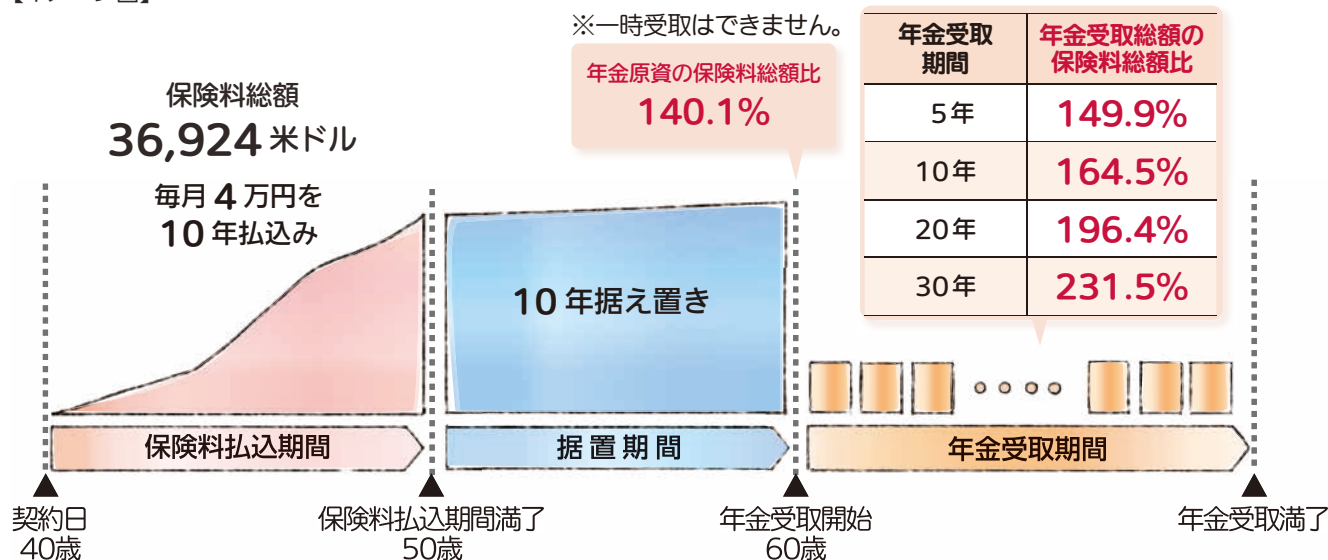 ※一時受取はできません。
年金原資の保険料総額比
140.1%
年金受取
期間
年金受取総額の
保険料総額比
5年
149.9%
10年
164.5%
20年
196.4%
30年
231.5%
保険料総額
36,924米ドル
毎月4万円を
10年払込み
10年据え置き
保険料払込期間
据置期間
年金受取期間
契約日
40歳
保険料払込期間満了
50歳
年金受取開始
60歳
年金受取満了